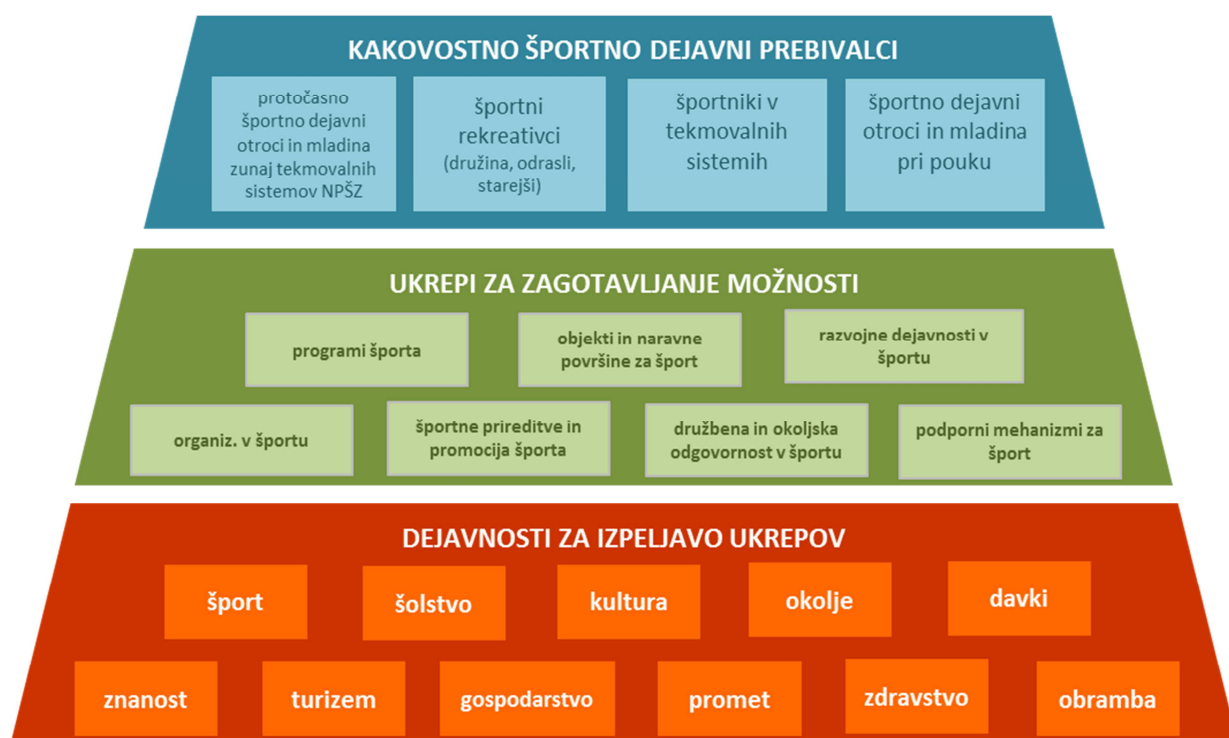 KAKOVOSTNO ŠPORTNO DEJAVNI PREBIVALCI
protočasno
športno dejavni
otroci in mladina
zunaj tekmovalnih
sistemov NPŠZ
športni
rekreativci
(družina, odrasli,
starejši)
športniki v
tekmovalnih
sistemih
športno dejavni
otroci in mladina
pri pouku
UKREPI ZA ZAGOTAVLJANJE MOŽNOSTI
programi športa
objekti in naravne
površine za šport
razvojne dejavnosti v
športu
organiz. v športu
športne prireditve in
promocija športa
družbena in okoljska
odgovornost v športu
podporni mehanizmi za
šport
DEJAVNOSTI ZA IZPELJAVO UKREPOV
šport
šolstvo
kultura
okolje
davki
znanost
turizem
gospodarstvo
promet
zdravstvo
obramba